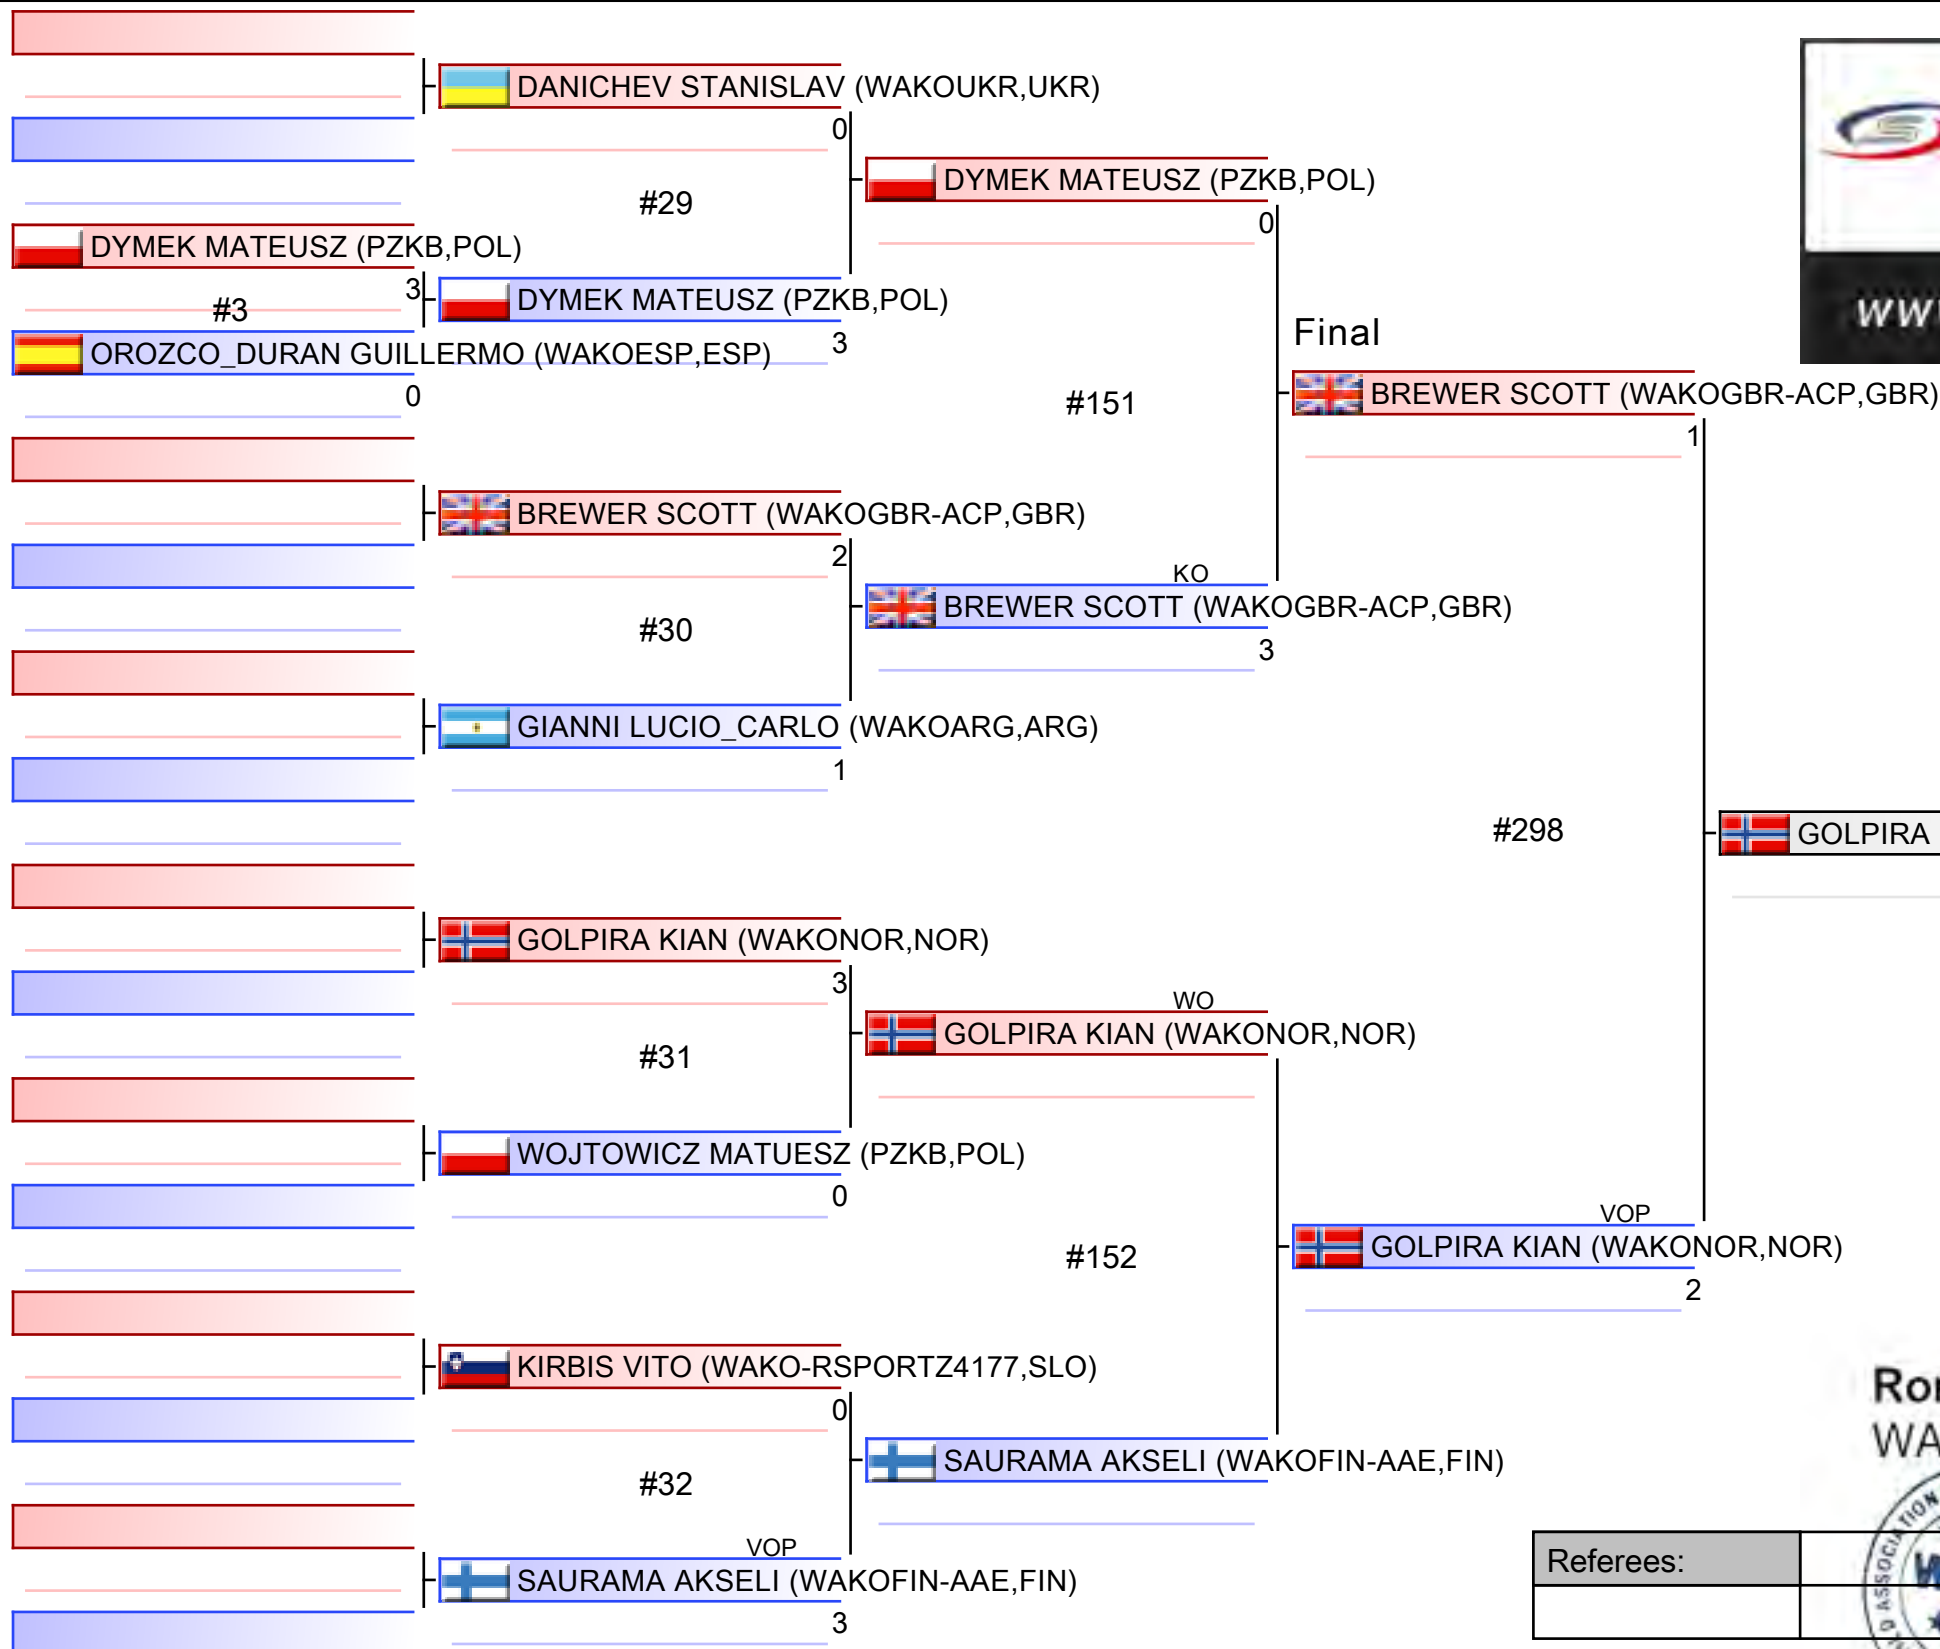 DANICHEV STANISLAV (WAKOUKR,UKR)
0
DYMEK MATEUSZ (PZKB,POL)
0
#29
DYMEK MATEUSZ (PZKB,POL)
3
#3
DYMEK MATEUSZ (PZKB,POL)
3
OROZCO_DURAN GUILLERMO (WAKOESP,ESP)
0
Final
#151
BREWER SCOTT (WAKOGBR-ACP,GBR)
1
BREWER SCOTT (WAKOGBR-ACP,GBR)
2
KO
BREWER SCOTT (WAKOGBR-ACP,GBR)
3
#30
GIANNI LUCIO_CARLO (WAKOARG,ARG)
1
#298
GOLPIRA
GOLPIRA KIAN (WAKONOR,NOR)
3
WO
GOLPIRA KIAN (WAKONOR,NOR)
#31
WOJTOWICZ MATUESZ (PZKB,POL)
0
#152
VOP
GOLPIRA KIAN (WAKONOR,NOR)
2
KIRBIS VITO (WAKO-RSPORTZ4177,SLO)
0
SAURAMA AKSELI (WAKOFIN-AAE,FIN)
#32
VOP
SAURAMA AKSELI (WAKOFIN-AAE,FIN)
3
Referees: